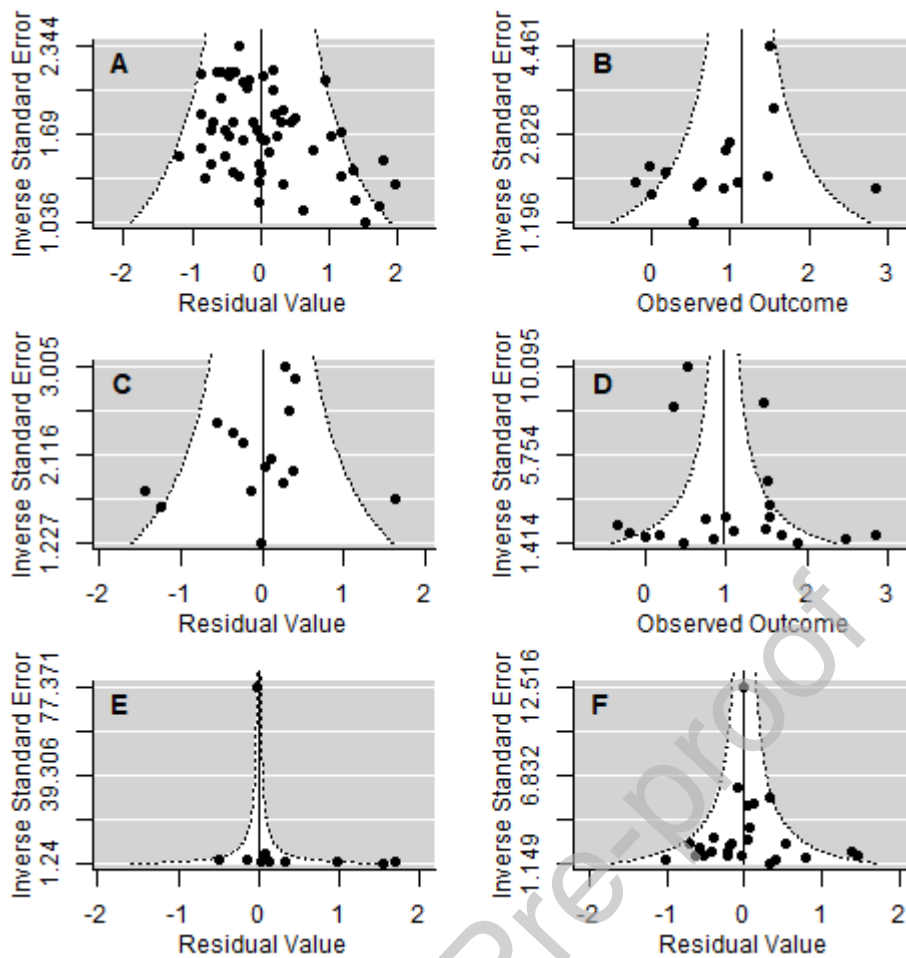 A
Inverse Standard Error
2.344
1.69
1.036
-2 -1 0 1 2
Residual Value
B
Inverse Standard Error
4.461
2.828
1.196
0 1 2 3
Observed Outcome
C
Inverse Standard Error
3.005
2.116
1.227
-2 -1 0 1 2
Residual Value
D
Inverse Standard Error
10.095
5.754
1.414
0 1 2 3
Observed Outcome
E
Inverse Standard Error
77.371
39.306
1.24
-2 -1 0 1 2
Residual Value
F
Inverse Standard Error
12.516
6.832
1.149
-2 -1 0 1 2
Residual Value
Pre-proof